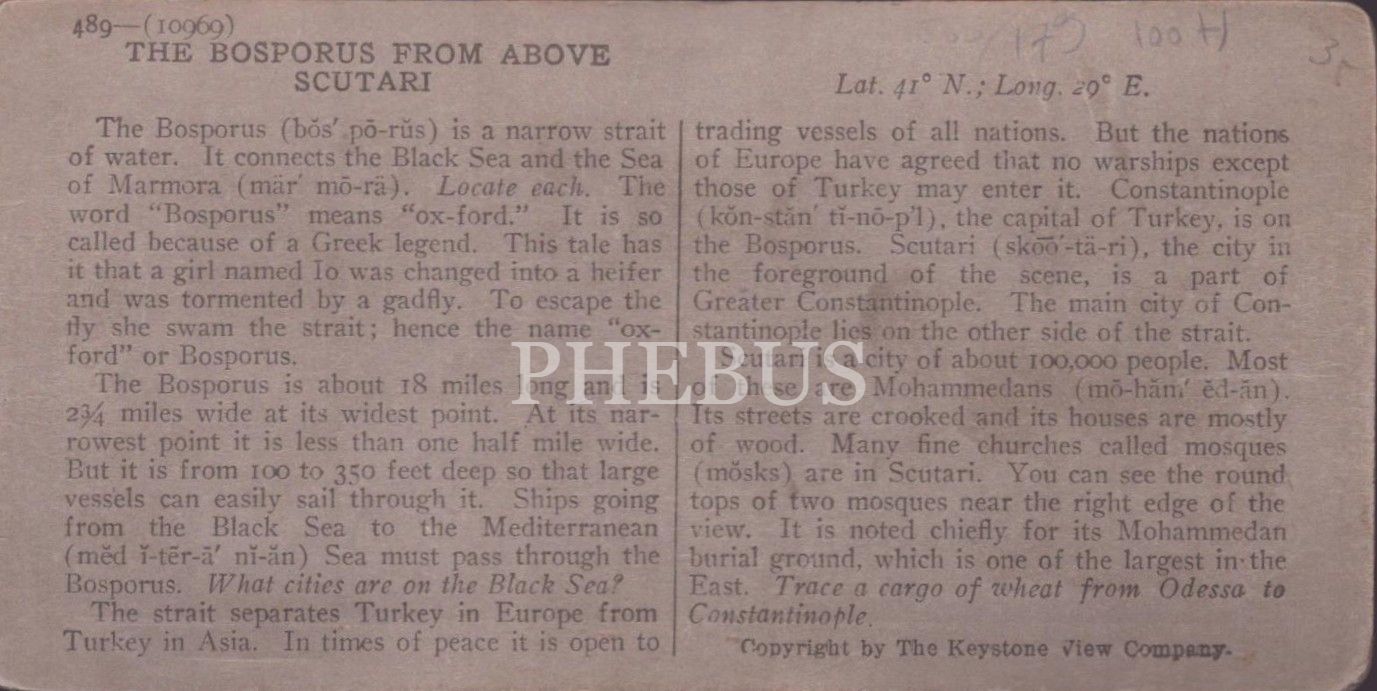 489—(10969)
THE BOSPORUS FROM ABOVE
SCUTARI
The Bosporus (bŏs′ pō-rŭs) is a narrow strait
of water. It connects the Black Sea and the Sea
of Marmora (mär′ mō-rä). Locate each. The
word “Bosporus” means “ox-ford.” It is so
called because of a Greek legend. This tale has
it that a girl named Io was changed into a heifer
and was tormented by a gadfly. To escape the
fly she swam the strait; hence the name “ox-
ford” or Bosporus.
The Bosporus is about 18 miles long and is
2¾ miles wide at its widest point. At its nar-
rowest point it is less than one half mile wide.
But it is from 100 to 350 feet deep so that large
vessels can easily sail through it. Ships going
from the Black Sea to the Mediterranean
(mĕd ĭ-tĕr-ā′ nĭ-ăn) Sea must pass through the
Bosporus. What cities are on the Black Sea?
The strait separates Turkey in Europe from
Turkey in Asia. In times of peace it is open to
179 100 H
3
Lat. 41° N.; Long. 29° E.
trading vessels of all nations. But the nations
of Europe have agreed that no warships except
those of Turkey may enter it. Constantinople
(kŏn-stăn′ tĭ-nō-p’l), the capital of Turkey, is on
the Bosporus. Scutari (sko͞o′-tä-ri), the city in
the foreground of the scene, is a part of
Greater Constantinople. The main city of Con-
stantinople lies on the other side of the strait.
Scutari is a city of about 100,000 people. Most
of these are Mohammedans (mō-hăm′ ĕd-ăn).
Its streets are crooked and its houses are mostly
of wood. Many fine churches called mosques
(mŏsks) are in Scutari. You can see the round
tops of two mosques near the right edge of the
view. It is noted chiefly for its Mohammedan
burial ground, which is one of the largest in the
East. Trace a cargo of wheat from Odessa to
Constantinople.
Copyright by The Keystone View Company.
PHEBUS